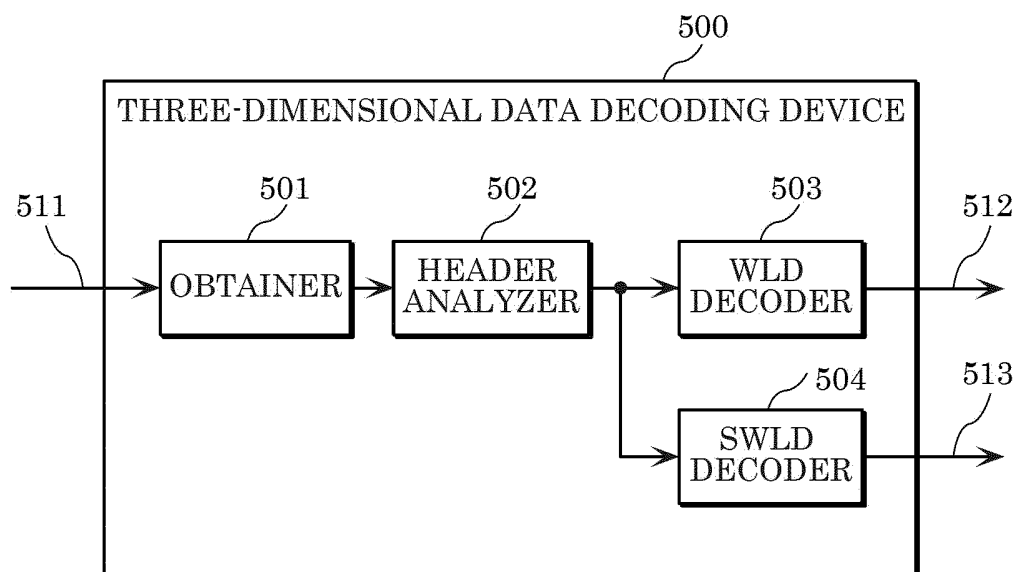 500
THREE-DIMENSIONAL DATA DECODING DEVICE
501
502
503
511
512
OBTAINER
HEADER
ANALYZER
WLD
DECODER
504
513
SWLD
DECODER